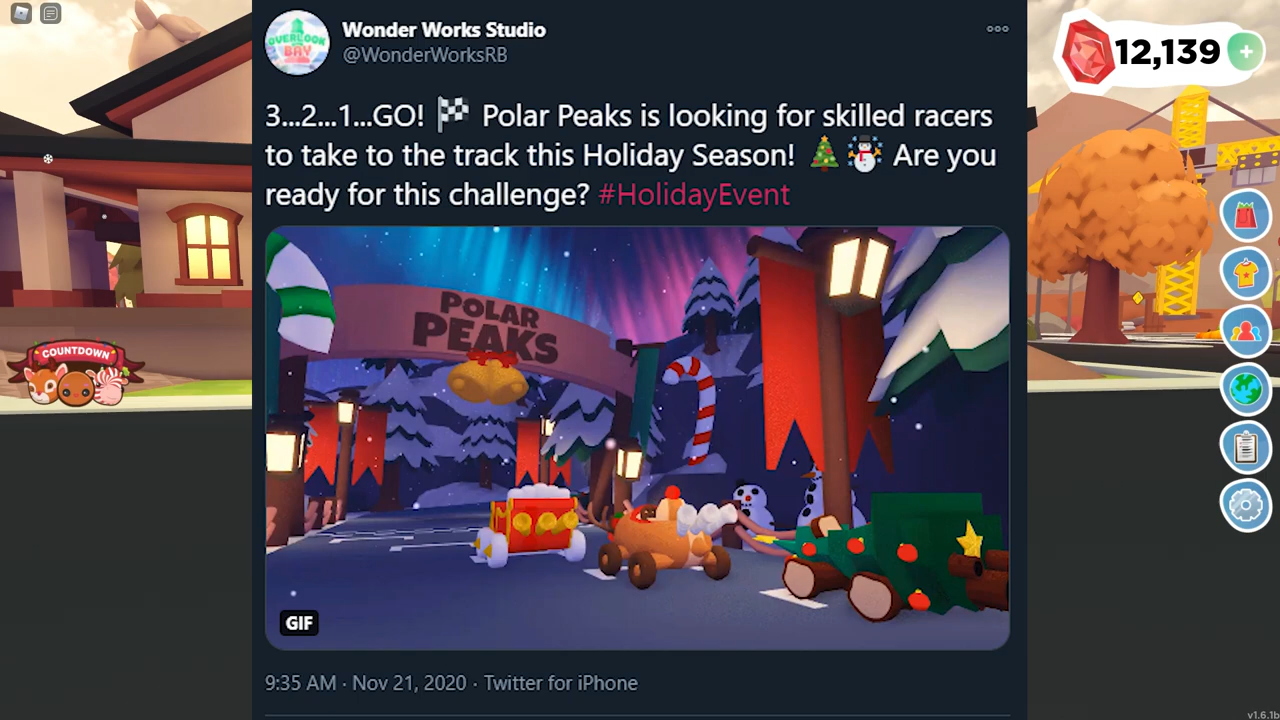 Wonder Works Studio
@WonderWorksRB
OVERLOOK
BAY
12,139
3...2...1...GO! 🏁 Polar Peaks is looking for skilled racers
to take to the track this Holiday Season! 🎄☃️ Are you
ready for this challenge? #HolidayEvent
POLAR
PEAKS
COUNTDOWN
GIF
9:35 AM · Nov 21, 2020 · Twitter for iPhone
v1.6.1b